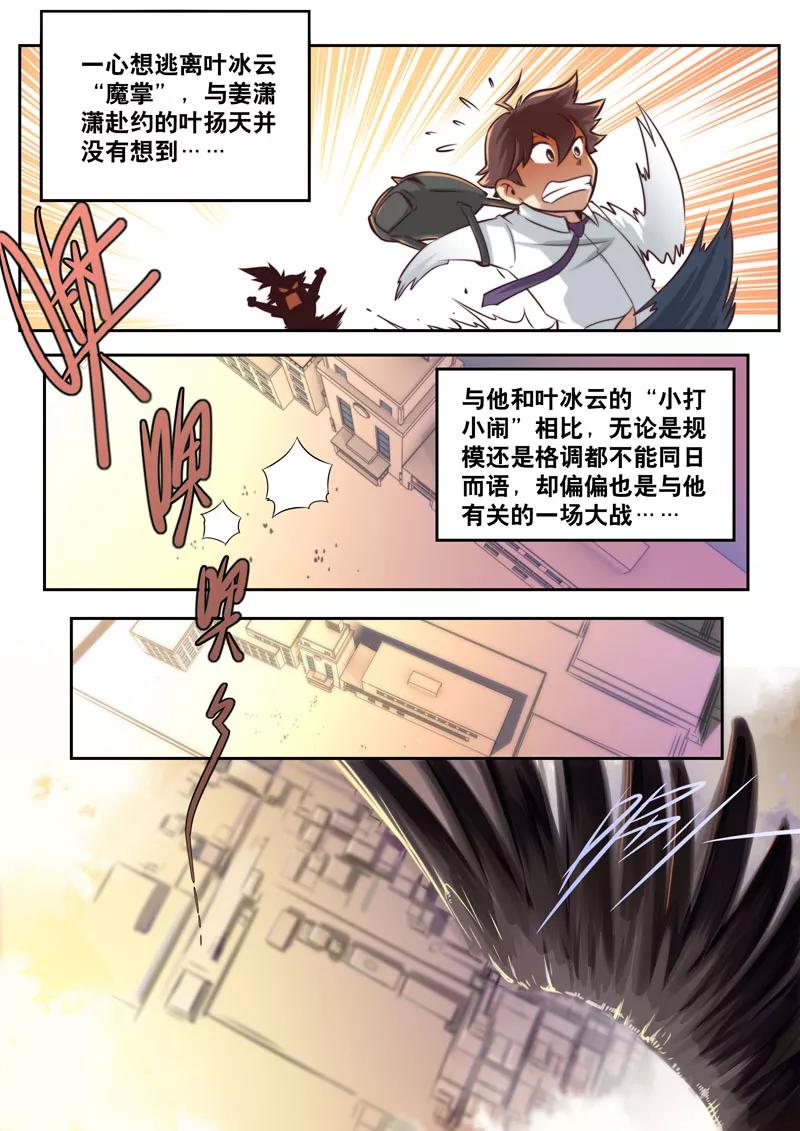 一心想逃离叶冰云
“魔掌”，与姜潇
潇赴约的叶扬天并
没有想到……
哄
与他和叶冰云的“小打
小闹”相比，无论是规
模还是格调都不能同日
而语，却偏偏也是与他
有关的一场大战……
噢
噢